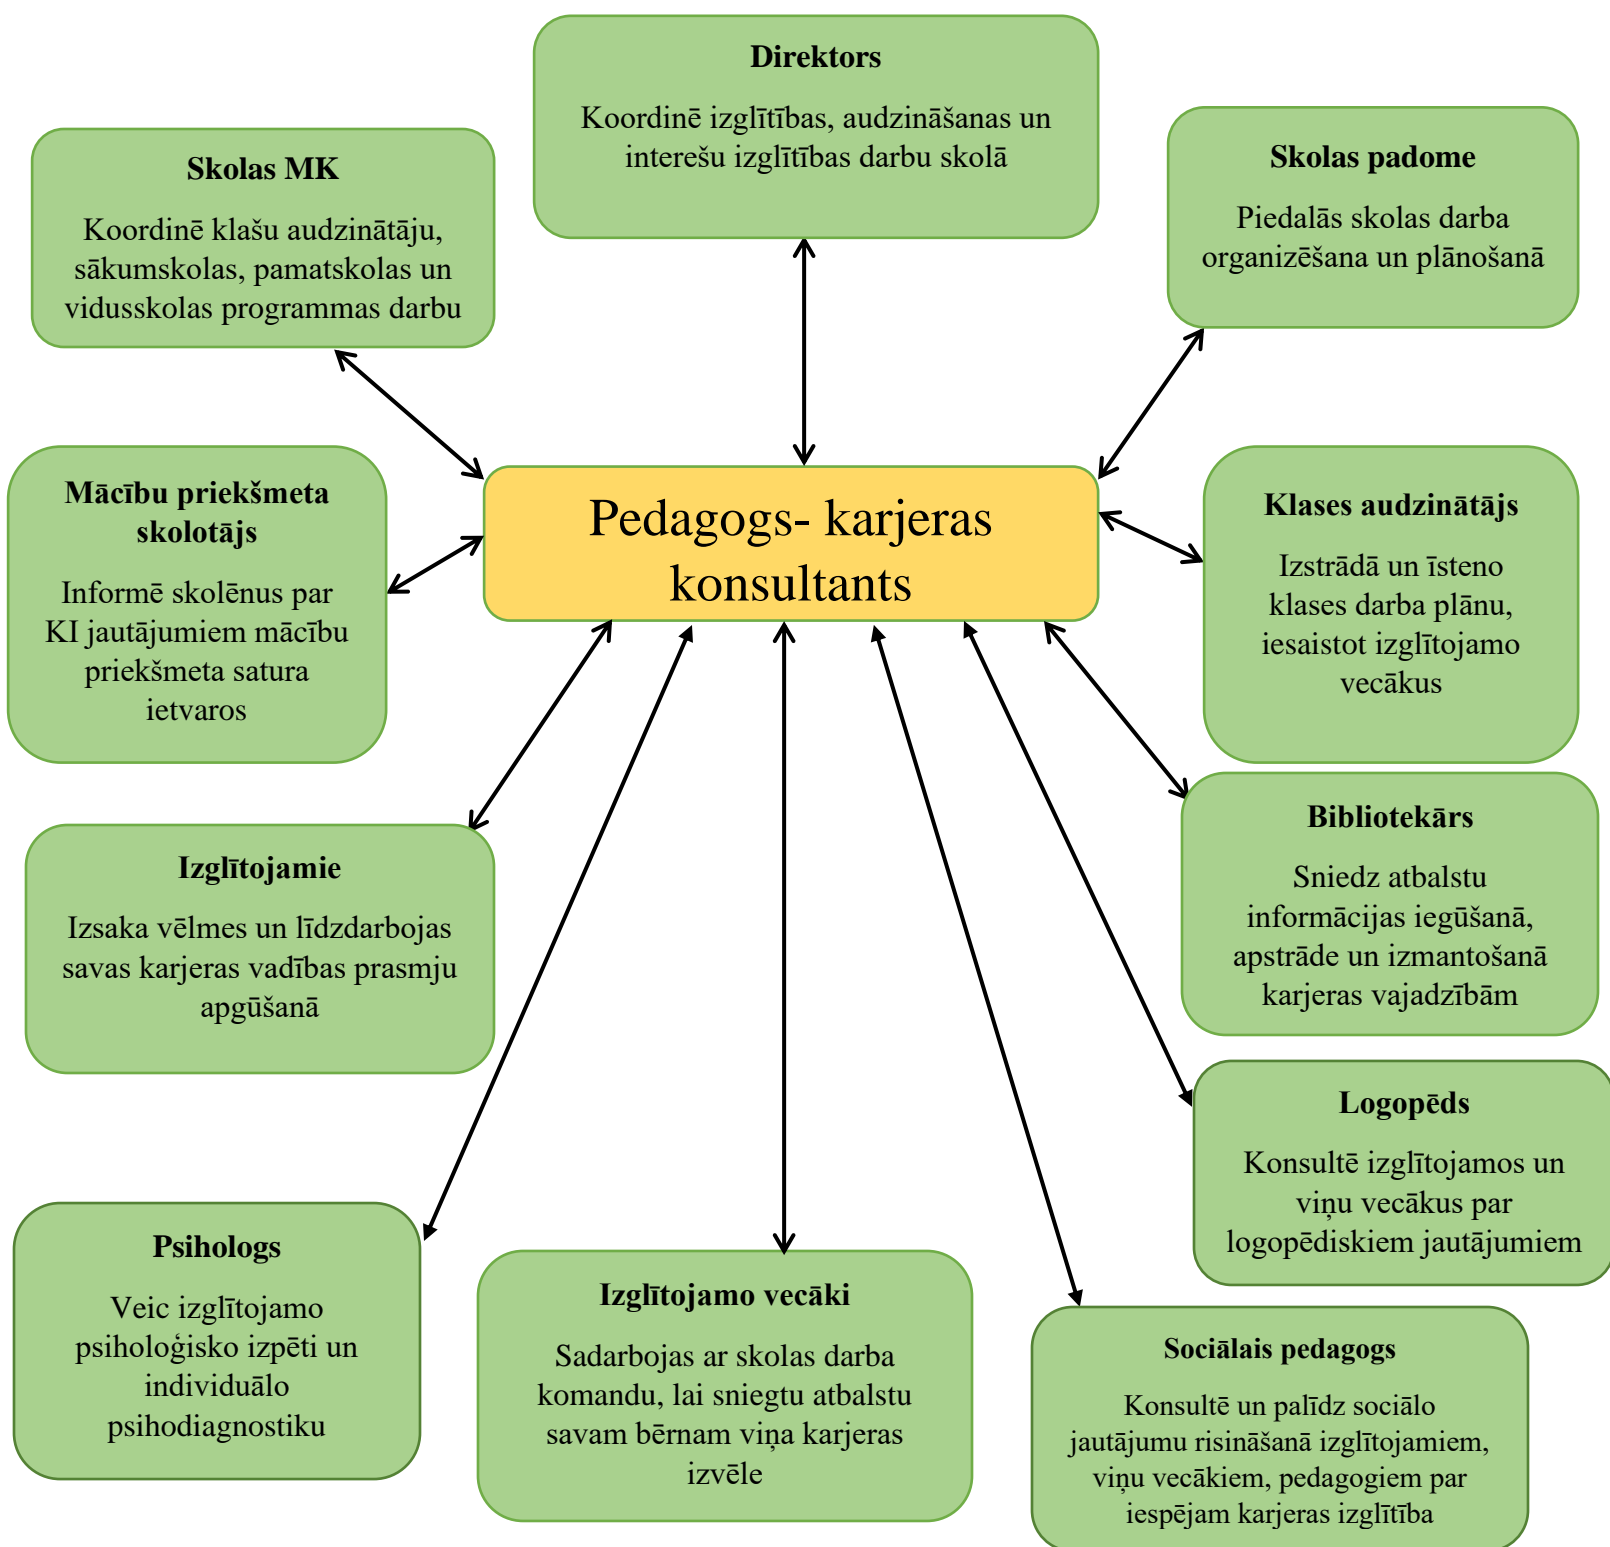 Direktors
Koordinē izglītības, audzināšanas un
interešu izglītības darbu skolā
Skolas MK
Koordinē klašu audzinātāju,
sākumskolas, pamatskolas un
vidusskolas programmas darbu
Skolas padome
Piedalās skolas darba
organizēšana un plānošanā
Mācību priekšmeta
skolotājs
Informē skolēnus par
KI jautājumiem mācību
priekšmeta satura
ietvaros
Pedagogs- karjeras
konsultants
Klases audzinātājs
Izstrādā un īsteno
klases darba plānu,
iesaistot izglītojamo
vecākus
Izglītojamie
Izsaka vēlmes un līdzdarbojas
savas karjeras vadības prasmju
apgūšanā
Bibliotekārs
Sniedz atbalstu
informācijas iegūšanā,
apstrāde un izmantošanā
karjeras vajadzībām
Logopēds
Konsultē izglītojamos un
viņu vecākus par
logopēdiskiem jautājumiem
Psihologs
Veic izglītojamo
psiholoģisko izpēti un
individuālo
psihodiagnostiku
Izglītojamo vecāki
Sadarbojas ar skolas darba
komandu, lai sniegtu atbalstu
savam bērnam viņa karjeras
izvēle
Sociālais pedagogs
Konsultē un palīdz sociālo
jautājumu risināšanā izglītojamiem,
viņu vecākiem, pedagogiem par
iespējam karjeras izglītība